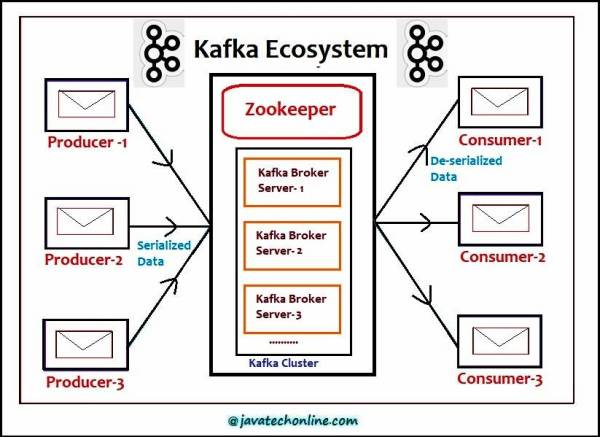 Kafka Ecosystem
Zookeeper
Producer -1
Producer-2
Producer-3
Serialized
Data
Kafka Broker
Server- 1
Kafka Broker
Server- 2
Kafka Broker
Server-3
..........
Kafka Cluster
De-serialized
Data
Consumer-1
Consumer-2
Consumer-3
@javatechonline.com